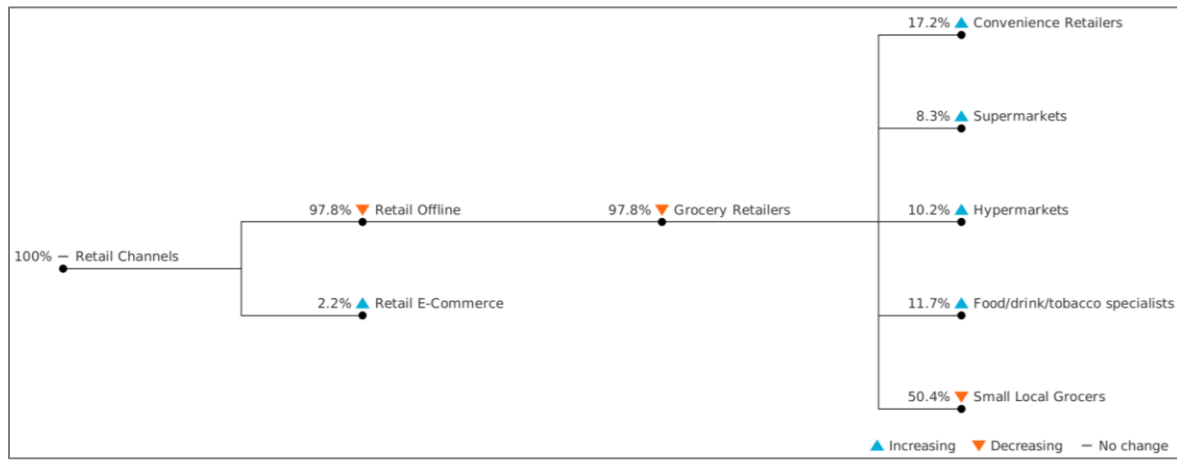 17.2% ▲ Convenience Retailers
8.3% ▲ Supermarkets
97.8% ▼ Retail Offline
97.8% ▼ Grocery Retailers
10.2% ▲ Hypermarkets
100% — Retail Channels
2.2% ▲ Retail E-Commerce
11.7% ▲ Food/drink/tobacco specialists
50.4% ▼ Small Local Grocers
▲ Increasing ▼ Decreasing — No change